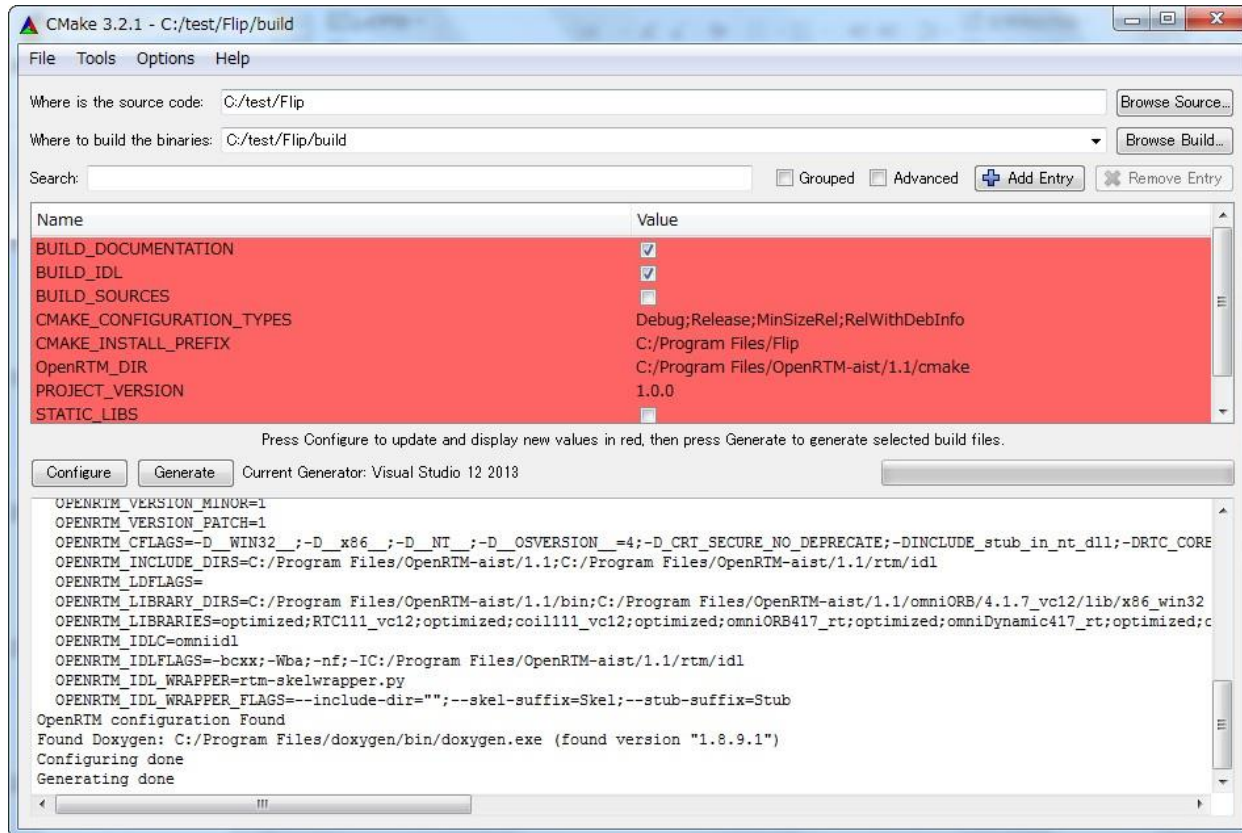 CMake 3.2.1 - C:/test/Flip/build
File Tools Options Help
Where is the source code: C:/test/Flip Browse Source...
Where to build the binaries: C:/test/Flip/build Browse Build...
Search: Grouped Advanced Add Entry Remove Entry
Name Value
BUILD_DOCUMENTATION
BUILD_IDL
BUILD_SOURCES
CMAKE_CONFIGURATION_TYPES Debug;Release;MinSizeRel;RelWithDebInfo
CMAKE_INSTALL_PREFIX C:/Program Files/Flip
OpenRTM_DIR C:/Program Files/OpenRTM-aist/1.1/cmake
PROJECT_VERSION 1.0.0
STATIC_LIBS
Press Configure to update and display new values in red, then press Generate to generate selected build files.
Configure Generate Current Generator: Visual Studio 12 2013
OPENRTM_VERSION_MINOR=1
OPENRTM_VERSION_PATCH=1
OPENRTM_CFLAGS=-D__WIN32__;-D__x86__;-D__NT__;-D__OSVERSION__=4;-D_CRT_SECURE_NO_DEPRECATE;-DINCLUDE_stub_in_nt_dll;-DRTC_CORE
OPENRTM_INCLUDE_DIRS=C:/Program Files/OpenRTM-aist/1.1;C:/Program Files/OpenRTM-aist/1.1/rtm/idl
OPENRTM_LDFLAGS=
OPENRTM_LIBRARY_DIRS=C:/Program Files/OpenRTM-aist/1.1/bin;C:/Program Files/OpenRTM-aist/1.1/omniORB/4.1.7_vc12/lib/x86_win32
OPENRTM_LIBRARIES=optimized;RTC111_vc12;optimized;coil111_vc12;optimized;omniORB417_rt;optimized;omniDynamic417_rt;optimized;c
OPENRTM_IDLC=omniidl
OPENRTM_IDLFLAGS=-bcxx;-Wba;-nf;-IC:/Program Files/OpenRTM-aist/1.1/rtm/idl
OPENRTM_IDL_WRAPPER=rtm-skelwrapper.py
OPENRTM_IDL_WRAPPER_FLAGS=--include-dir="";--skel-suffix=Skel;--stub-suffix=Stub
OpenRTM configuration Found
Found Doxygen: C:/Program Files/doxygen/bin/doxygen.exe (found version "1.8.9.1")
Configuring done
Generating done